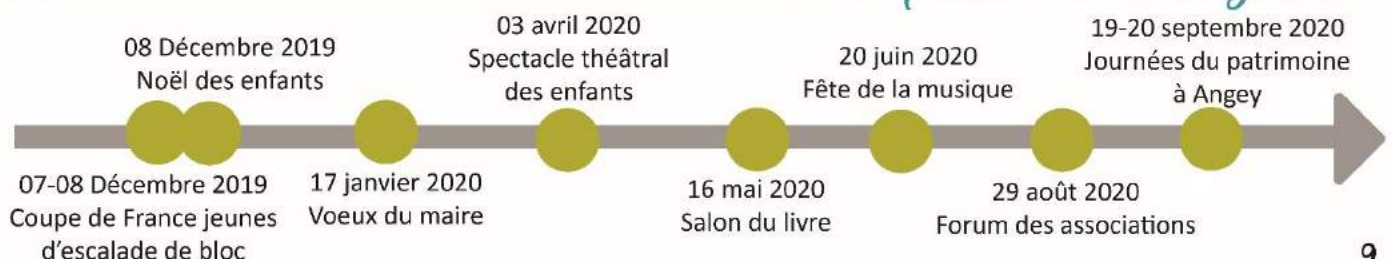 08 Décembre 2019
Noël des enfants
03 avril 2020
Spectacle théâtral
des enfants
20 juin 2020
Fête de la musique
19-20 septembre 2020
Journées du patrimoine
à Angey
07-08 Décembre 2019
Coupe de France jeunes
d'escalade de bloc
17 janvier 2020
Voeux du maire
16 mai 2020
Salon du livre
29 août 2020
Forum des associations
9